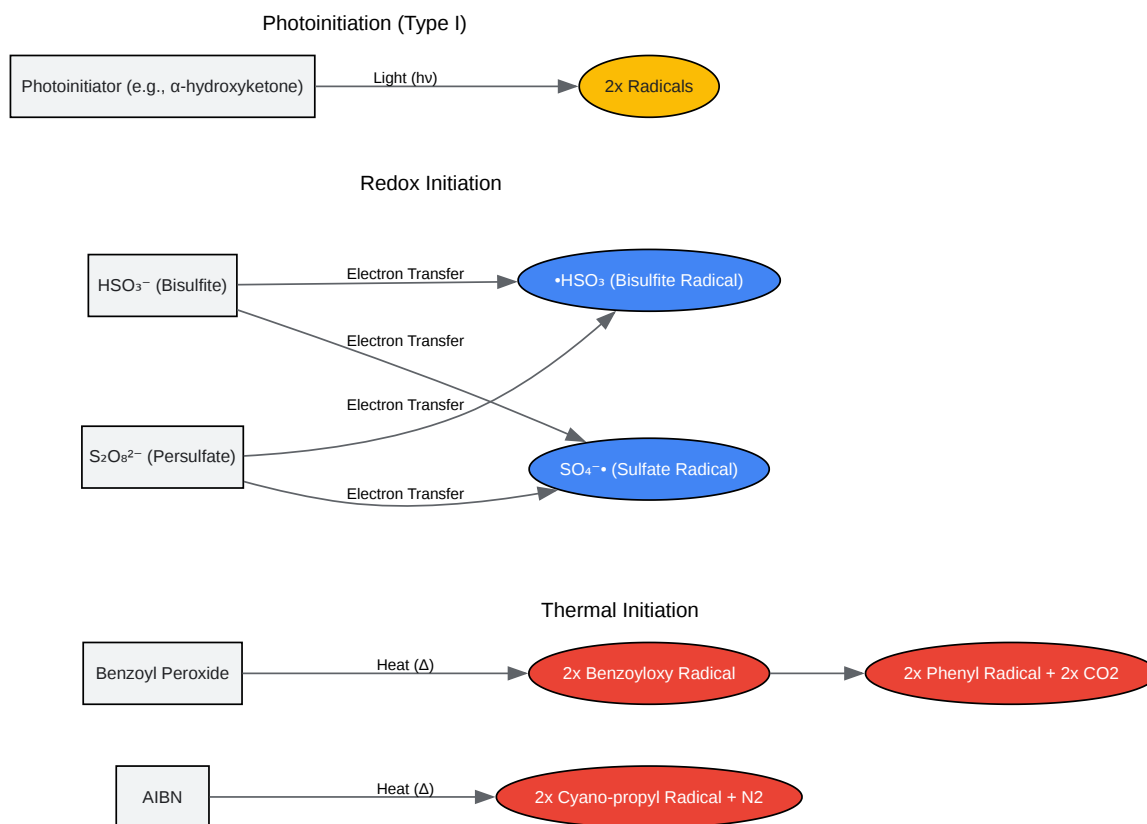 Photoinitiation (Type I)
Photoinitiator (e.g., α-hydroxyketone)
Light (hν)
2x Radicals
Redox Initiation
HSO₃⁻ (Bisulfite)
Electron Transfer
•HSO₃ (Bisulfite Radical)
Electron Transfer
Electron Transfer
S₂O₈²⁻ (Persulfate)
SO₄⁻• (Sulfate Radical)
Electron Transfer
Thermal Initiation
Benzoyl Peroxide
Heat (Δ)
2x Benzoyloxy Radical
2x Phenyl Radical + 2x CO2
AIBN
Heat (Δ)
2x Cyano-propyl Radical + N2